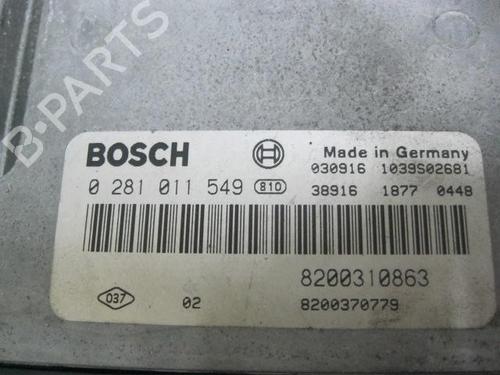 B-PARTS
BOSCH
Made in Germany
030916 1039S02681
0 281 011 549 810
38916 1877 0448
8200310863
037 02 8200370779